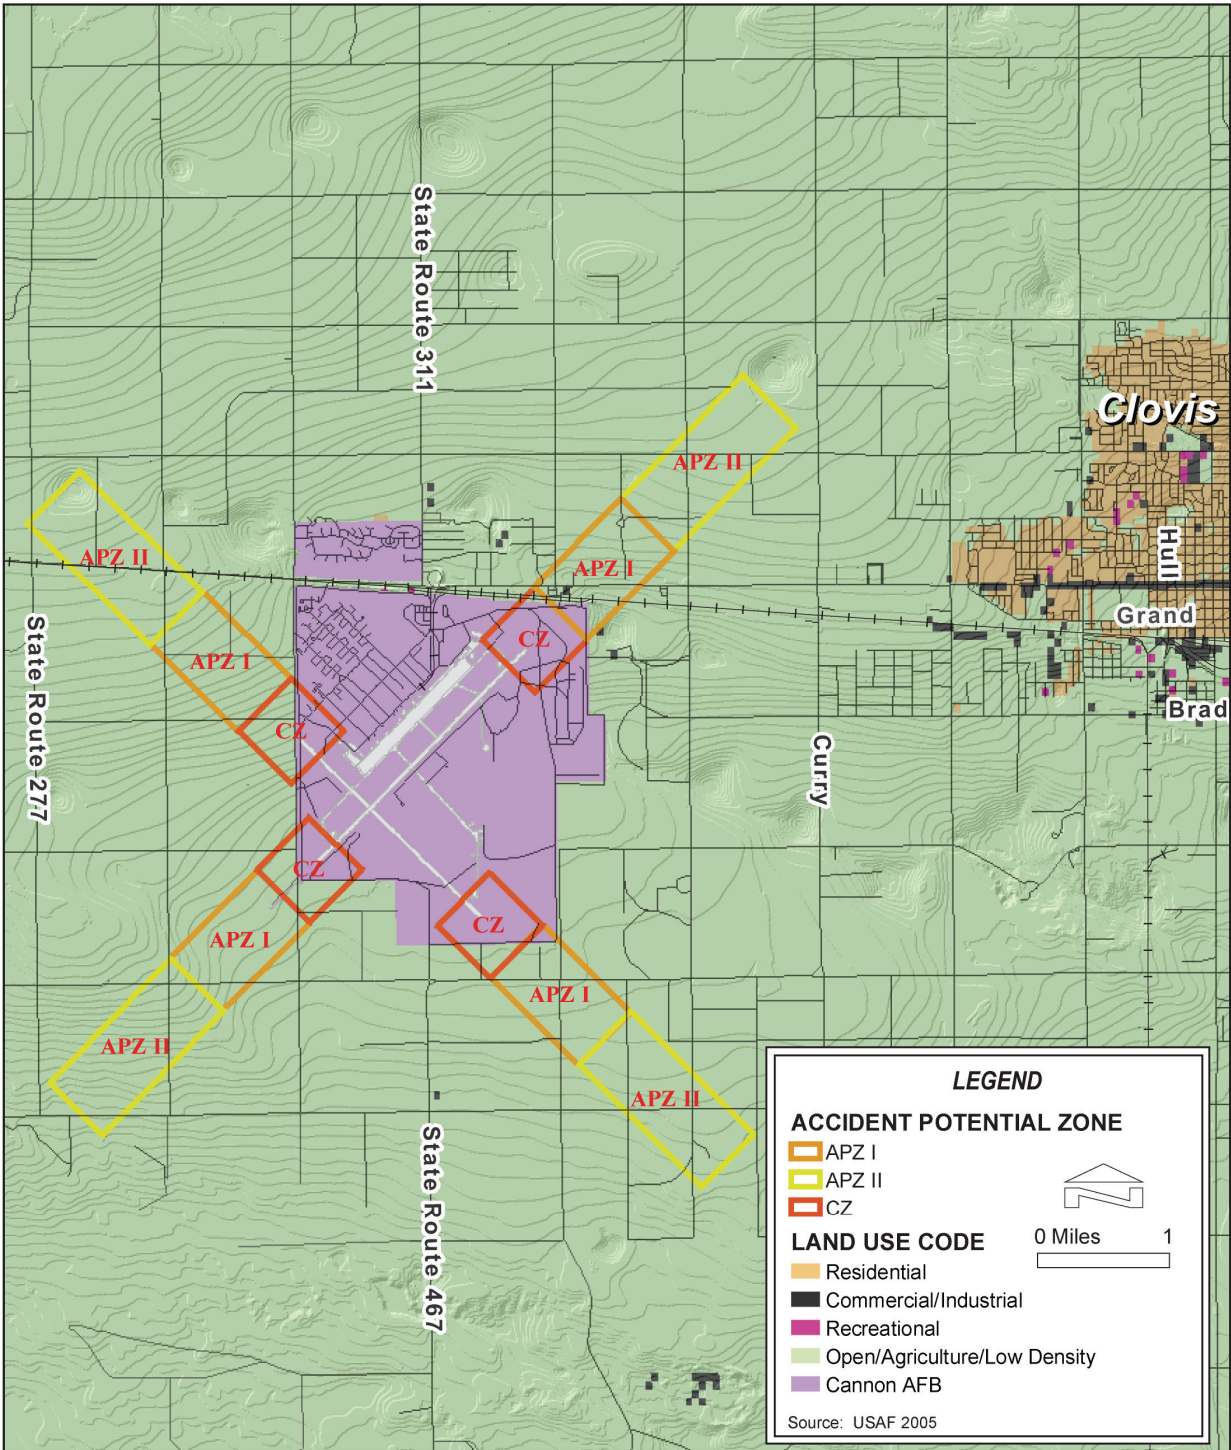 State Route 311
Clovis
APZ II
APZ II
APZ I
Hull
Grand
CZ
APZ I
State Route 277
CZ
Brad
Curry
CZ
CZ
APZ I
APZ I
APZ II
APZ II
State Route 467
LEGEND
ACCIDENT POTENTIAL ZONE
APZ I
APZ II
CZ
N
0 Miles 1
LAND USE CODE
Residential
Commercial/Industrial
Recreational
Open/Agriculture/Low Density
Cannon AFB
Source: USAF 2005